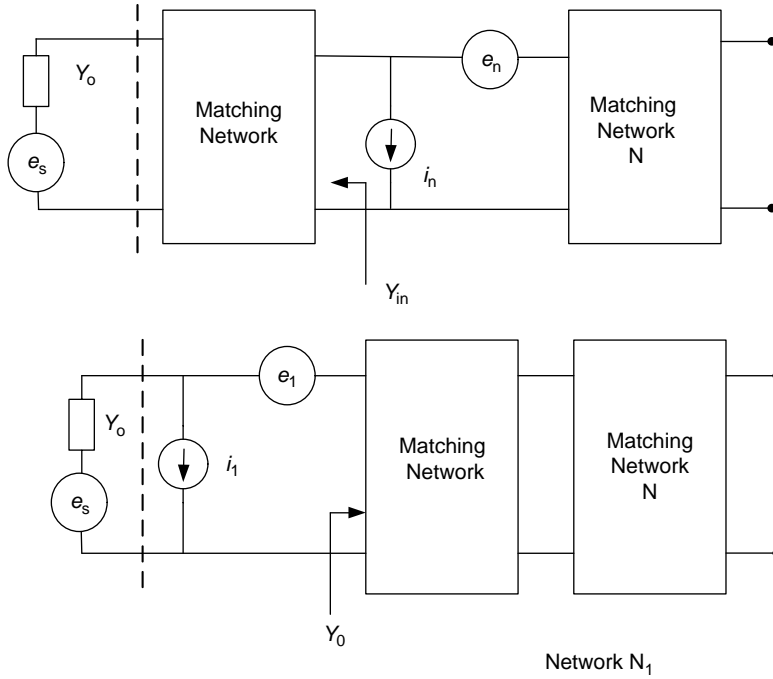 Yo
es
Matching
Network
in
Yin
en
Matching
Network
N
Yo
es
i1
e1
Y0
Matching
Network
Matching
Network
N
Network N1